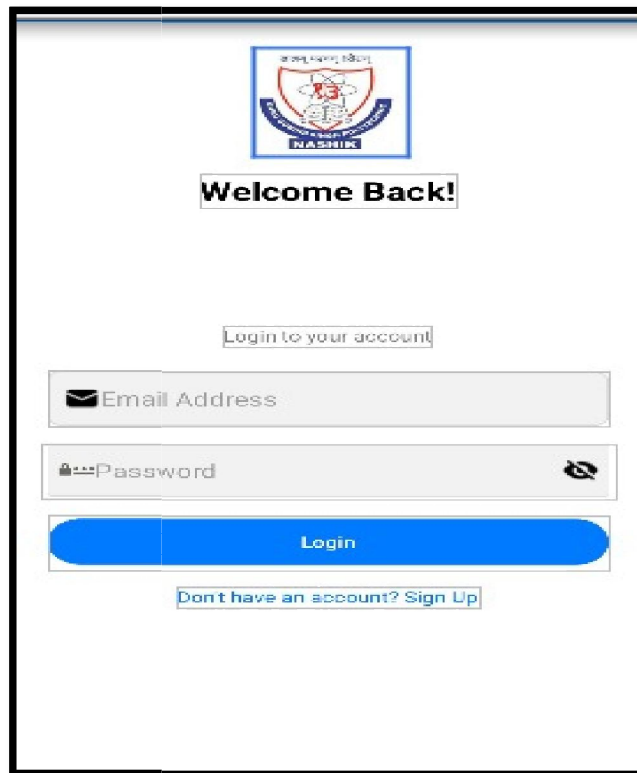 NASHIK
Welcome Back!
Login to your account
Email Address
Password
Login
Don't have an account? Sign Up